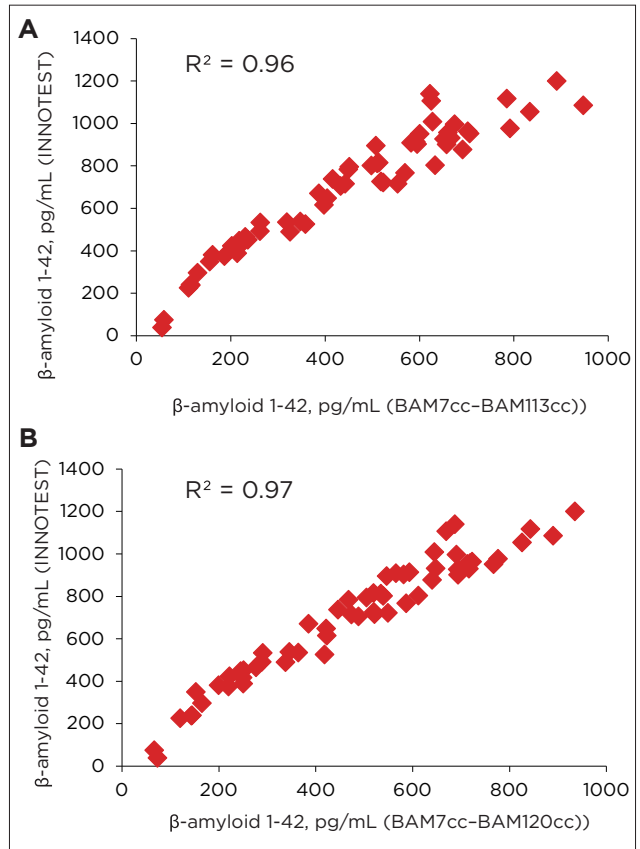 A
R² = 0.96
β-amyloid 1-42, pg/mL (INNOTEST)
1400
1200
1000
800
600
400
200
0
0 200 400 600 800 1000
β-amyloid 1-42, pg/mL (BAM7cc–BAM113cc))
B
R² = 0.97
β-amyloid 1-42, pg/mL (INNOTEST)
1400
1200
1000
800
600
400
200
0
0 200 400 600 800 1000
β-amyloid 1-42, pg/mL (BAM7cc–BAM120cc))